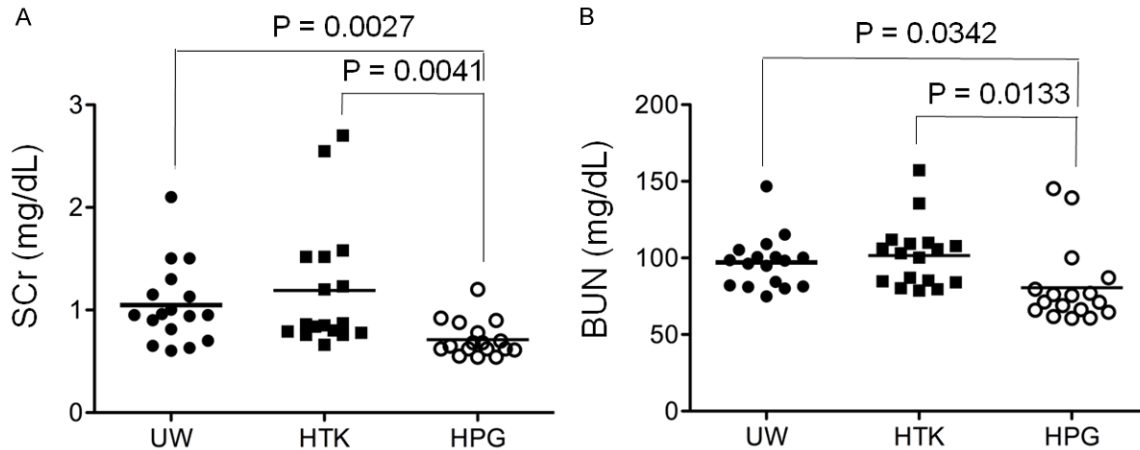 A
P = 0.0027
P = 0.0041
SCr (mg/dL)
3
2
1
0
UW HTK HPG
B
P = 0.0342
P = 0.0133
BUN (mg/dL)
200
150
100
50
0
UW HTK HPG